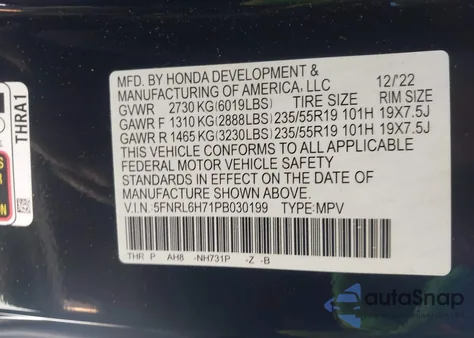 MFD. BY HONDA DEVELOPMENT &
MANUFACTURING OF AMERICA, LLC 12/22
GVWR 2730 KG(6019LBS) TIRE SIZE RIM SIZE
GAWR F 1310 KG(2888LBS) 235/55R19 101H 19X7.5J
GAWR R 1465 KG(3230LBS) 235/55R19 101H 19X7.5J
THIS VEHICLE CONFORMS TO ALL APPLICABLE
FEDERAL MOTOR VEHICLE SAFETY
STANDARDS IN EFFECT ON THE DATE OF
MANUFACTURE SHOWN ABOVE.
V.I.N.: 5FNRL6H71PB030199 TYPE:MPV
THR P AH8 -NH731P -Z -B
THRA1
autaSnap